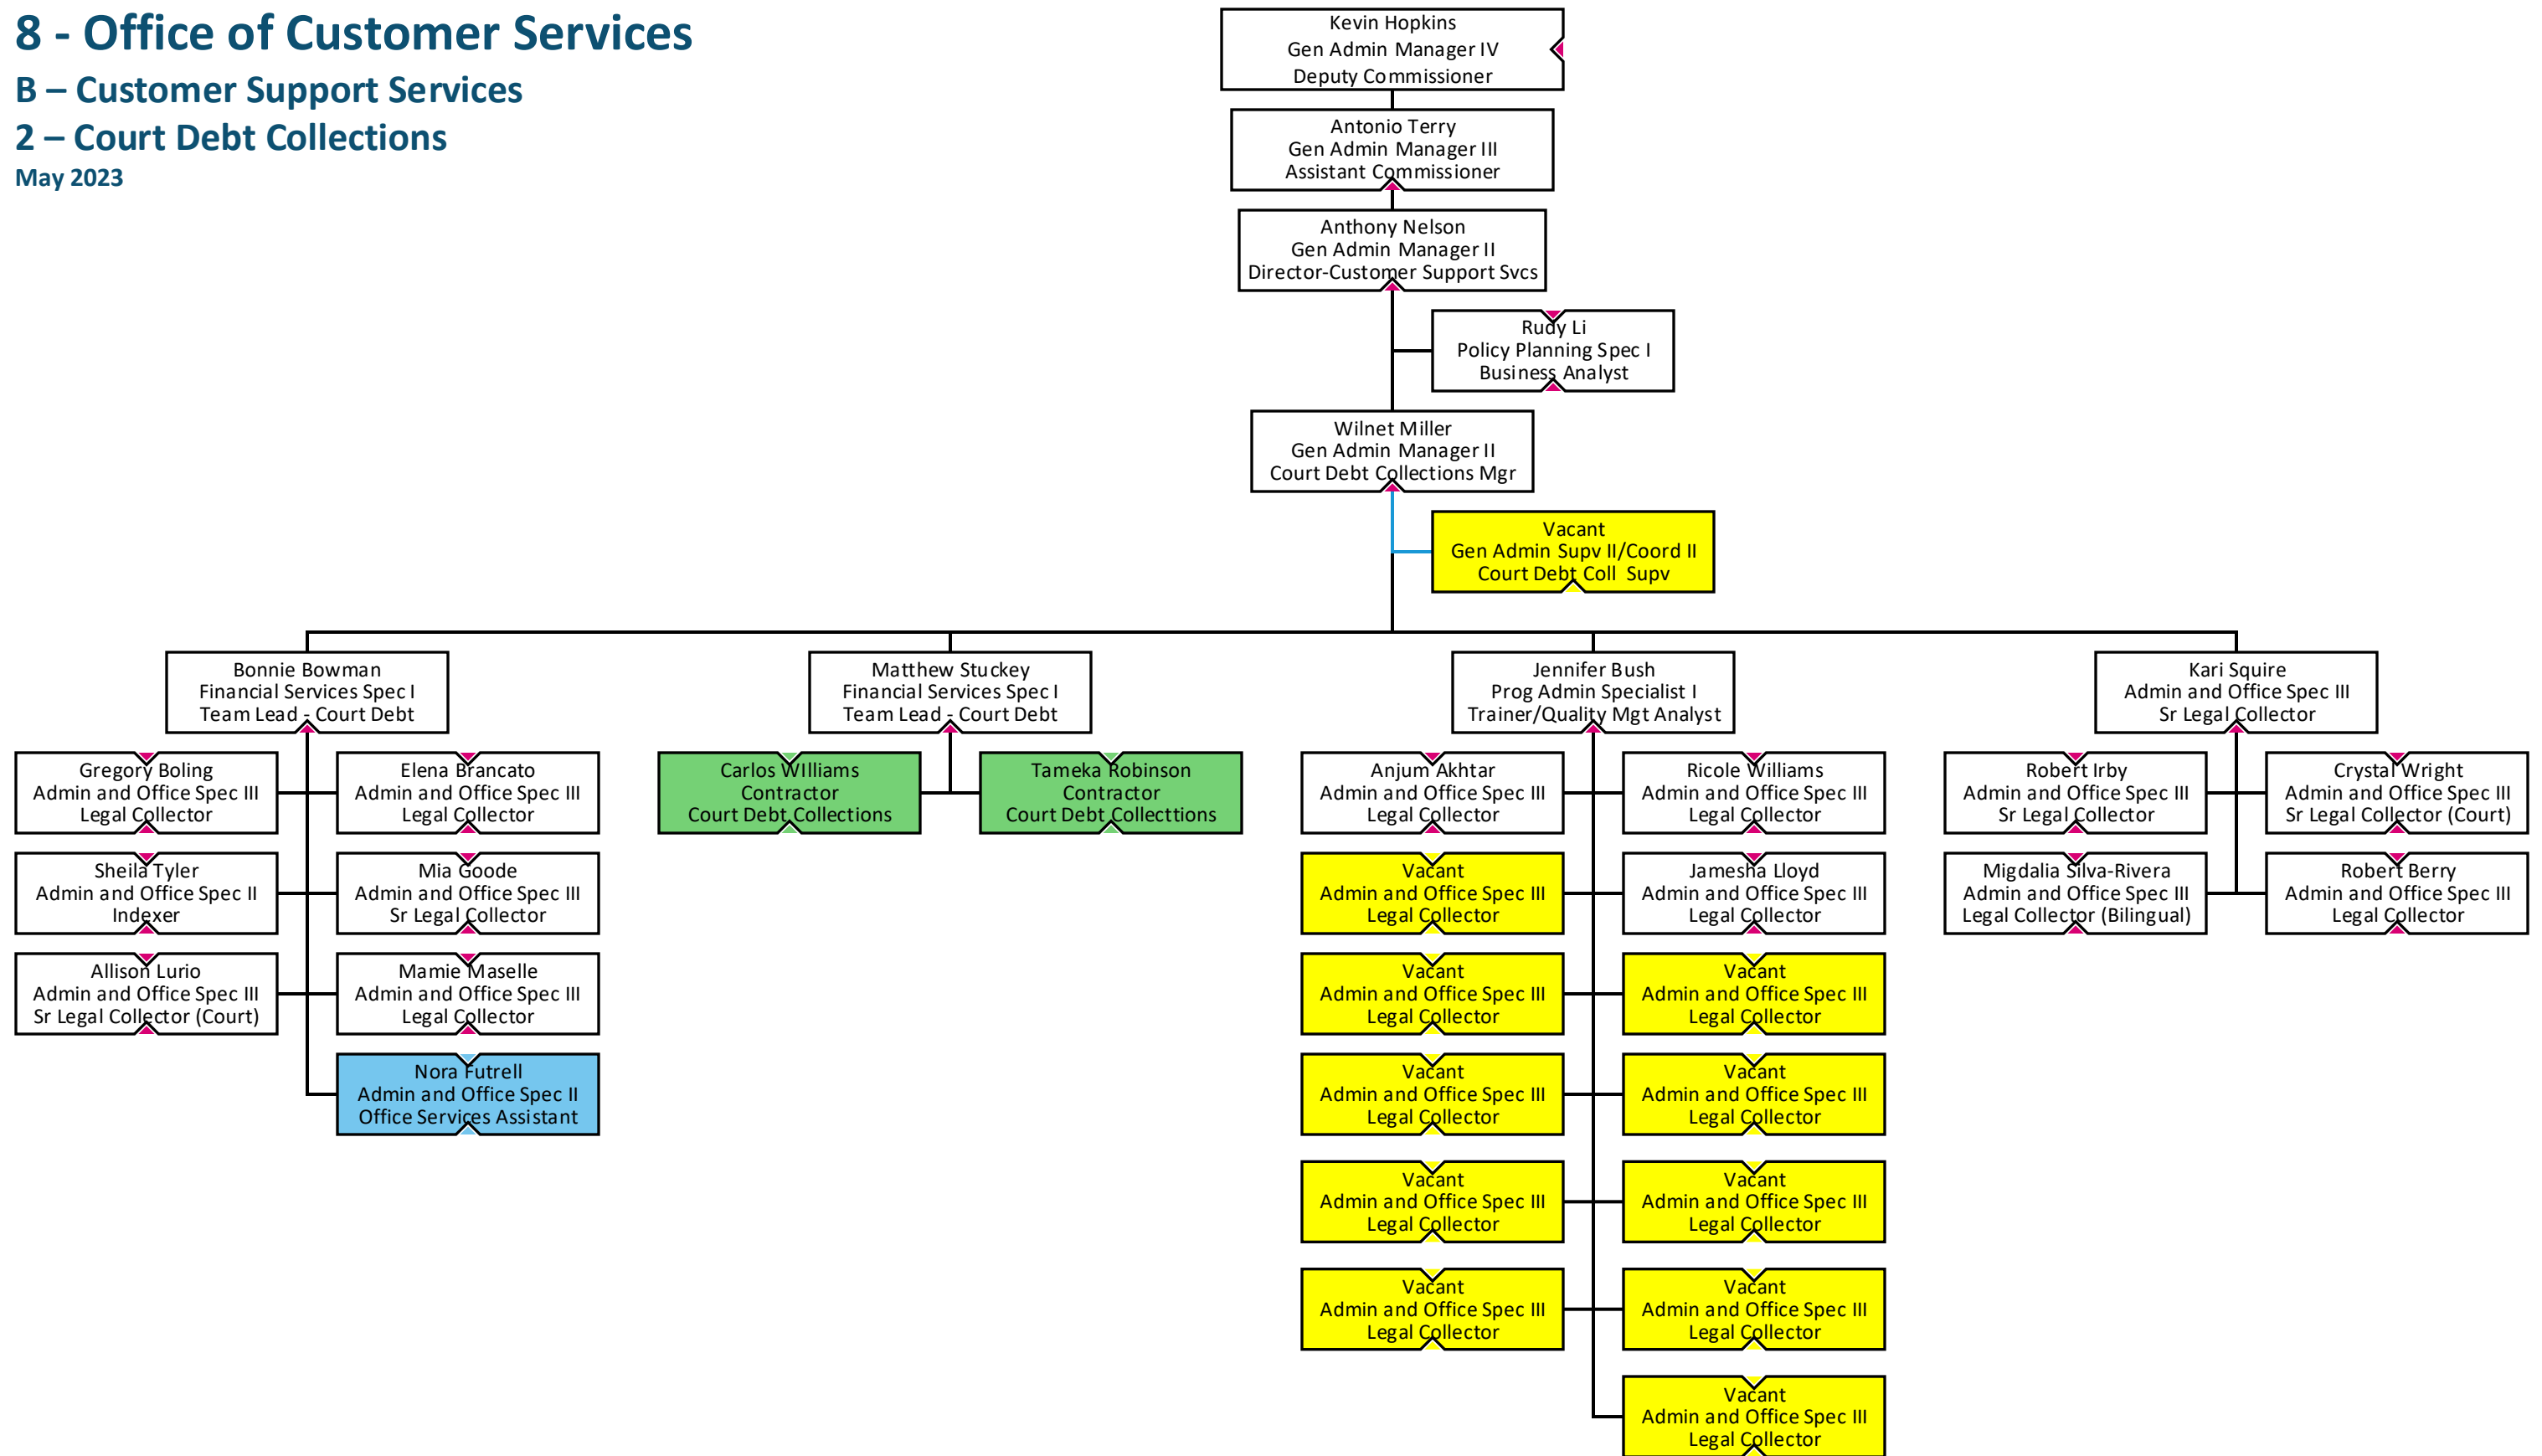 8 - Office of Customer Services
B – Customer Support Services
2 – Court Debt Collections
May 2023
Kevin Hopkins
Gen Admin Manager IV
Deputy Commissioner
Antonio Terry
Gen Admin Manager III
Assistant Commissioner
Anthony Nelson
Gen Admin Manager II
Director-Customer Support Svcs
Rudy Li
Policy Planning Spec I
Business Analyst
Wilnet Miller
Gen Admin Manager II
Court Debt Collections Mgr
Vacant
Gen Admin Supv II/Coord II
Court Debt Coll Supv
Bonnie Bowman
Financial Services Spec I
Team Lead - Court Debt
Matthew Stuckey
Financial Services Spec I
Team Lead - Court Debt
Jennifer Bush
Prog Admin Specialist I
Trainer/Quality Mgt Analyst
Kari Squire
Admin and Office Spec III
Sr Legal Collector
Gregory Boling
Admin and Office Spec III
Legal Collector
Elena Brancato
Admin and Office Spec III
Legal Collector
Carlos WIlliams
Contractor
Court Debt Collections
Tameka Robinson
Contractor
Court Debt Collecttions
Anjum Akhtar
Admin and Office Spec III
Legal Collector
Ricole Williams
Admin and Office Spec III
Legal Collector
Robert Irby
Admin and Office Spec III
Sr Legal Collector
Crystal Wright
Admin and Office Spec III
Sr Legal Collector (Court)
Sheila Tyler
Admin and Office Spec II
Indexer
Mia Goode
Admin and Office Spec III
Sr Legal Collector
Vacant
Admin and Office Spec III
Legal Collector
Jamesha Lloyd
Admin and Office Spec III
Legal Collector
Migdalia Silva-Rivera
Admin and Office Spec III
Legal Collector (Bilingual)
Robert Berry
Admin and Office Spec III
Legal Collector
Allison Lurio
Admin and Office Spec III
Sr Legal Collector (Court)
Mamie Maselle
Admin and Office Spec III
Legal Collector
Vacant
Admin and Office Spec III
Legal Collector
Vacant
Admin and Office Spec III
Legal Collector
Nora Futrell
Admin and Office Spec II
Office Services Assistant
Vacant
Admin and Office Spec III
Legal Collector
Vacant
Admin and Office Spec III
Legal Collector
Vacant
Admin and Office Spec III
Legal Collector
Vacant
Admin and Office Spec III
Legal Collector
Vacant
Admin and Office Spec III
Legal Collector
Vacant
Admin and Office Spec III
Legal Collector
Vacant
Admin and Office Spec III
Legal Collector